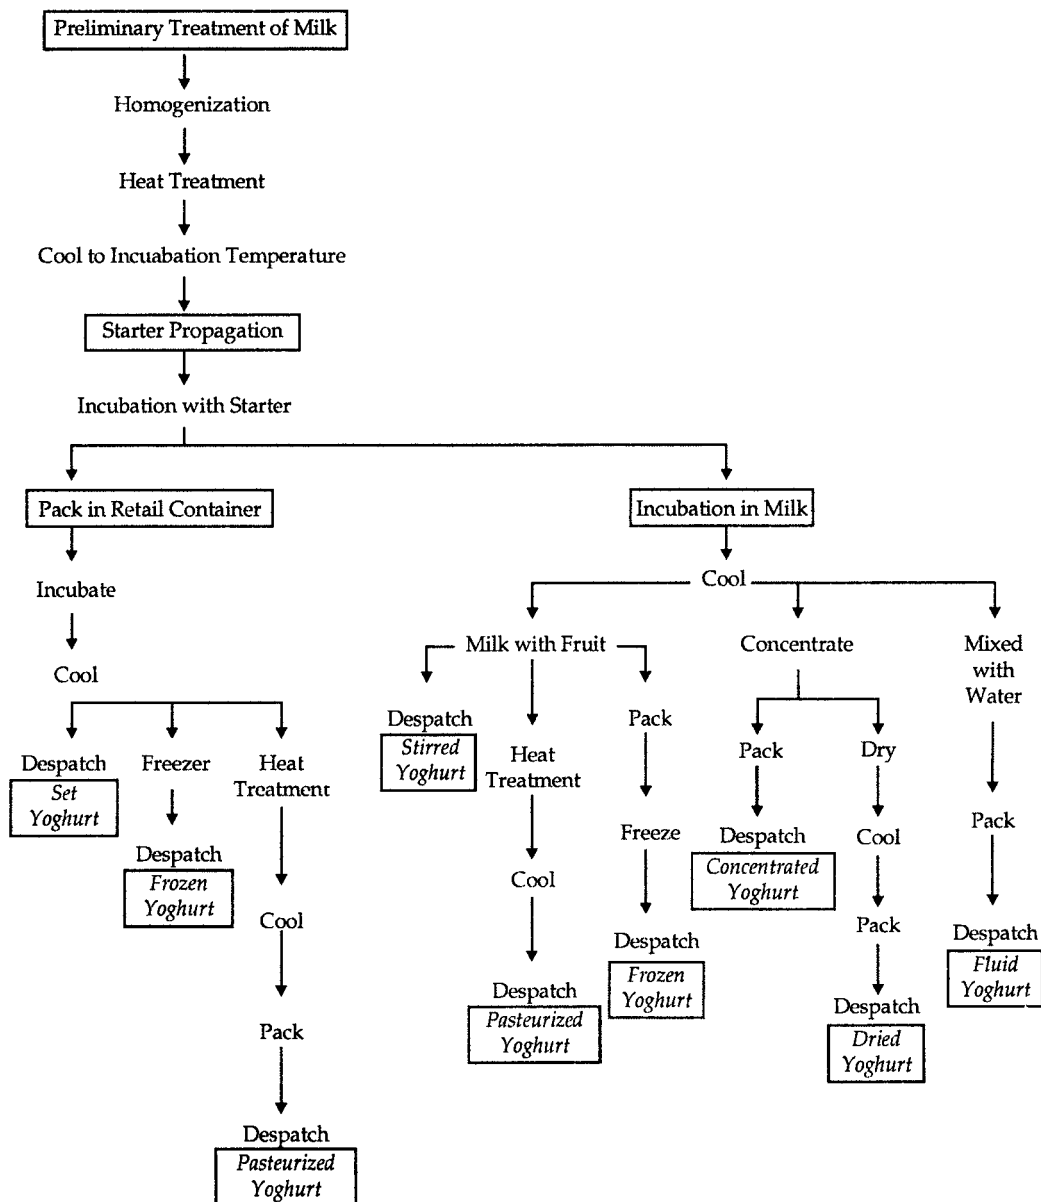 Preliminary Treatment of Milk
Homogenization
Heat Treatment
Cool to Incuabation Temperature
Starter Propagation
Incubation with Starter
Pack in Retail Container
Incubate
Cool
Despatch
Set
Yoghurt
Freezer
Despatch
Frozen
Yoghurt
Heat
Treatment
Cool
Pack
Despatch
Pasteurized
Yoghurt
Incubation in Milk
Cool
Milk with Fruit
Despatch
Stirred
Yoghurt
Heat
Treatment
Cool
Despatch
Pasteurized
Yoghurt
Pack
Freeze
Despatch
Frozen
Yoghurt
Concentrate
Pack
Despatch
Concentrated
Yoghurt
Dry
Cool
Pack
Despatch
Dried
Yoghurt
Mixed
with
Water
Pack
Despatch
Fluid
Yoghurt